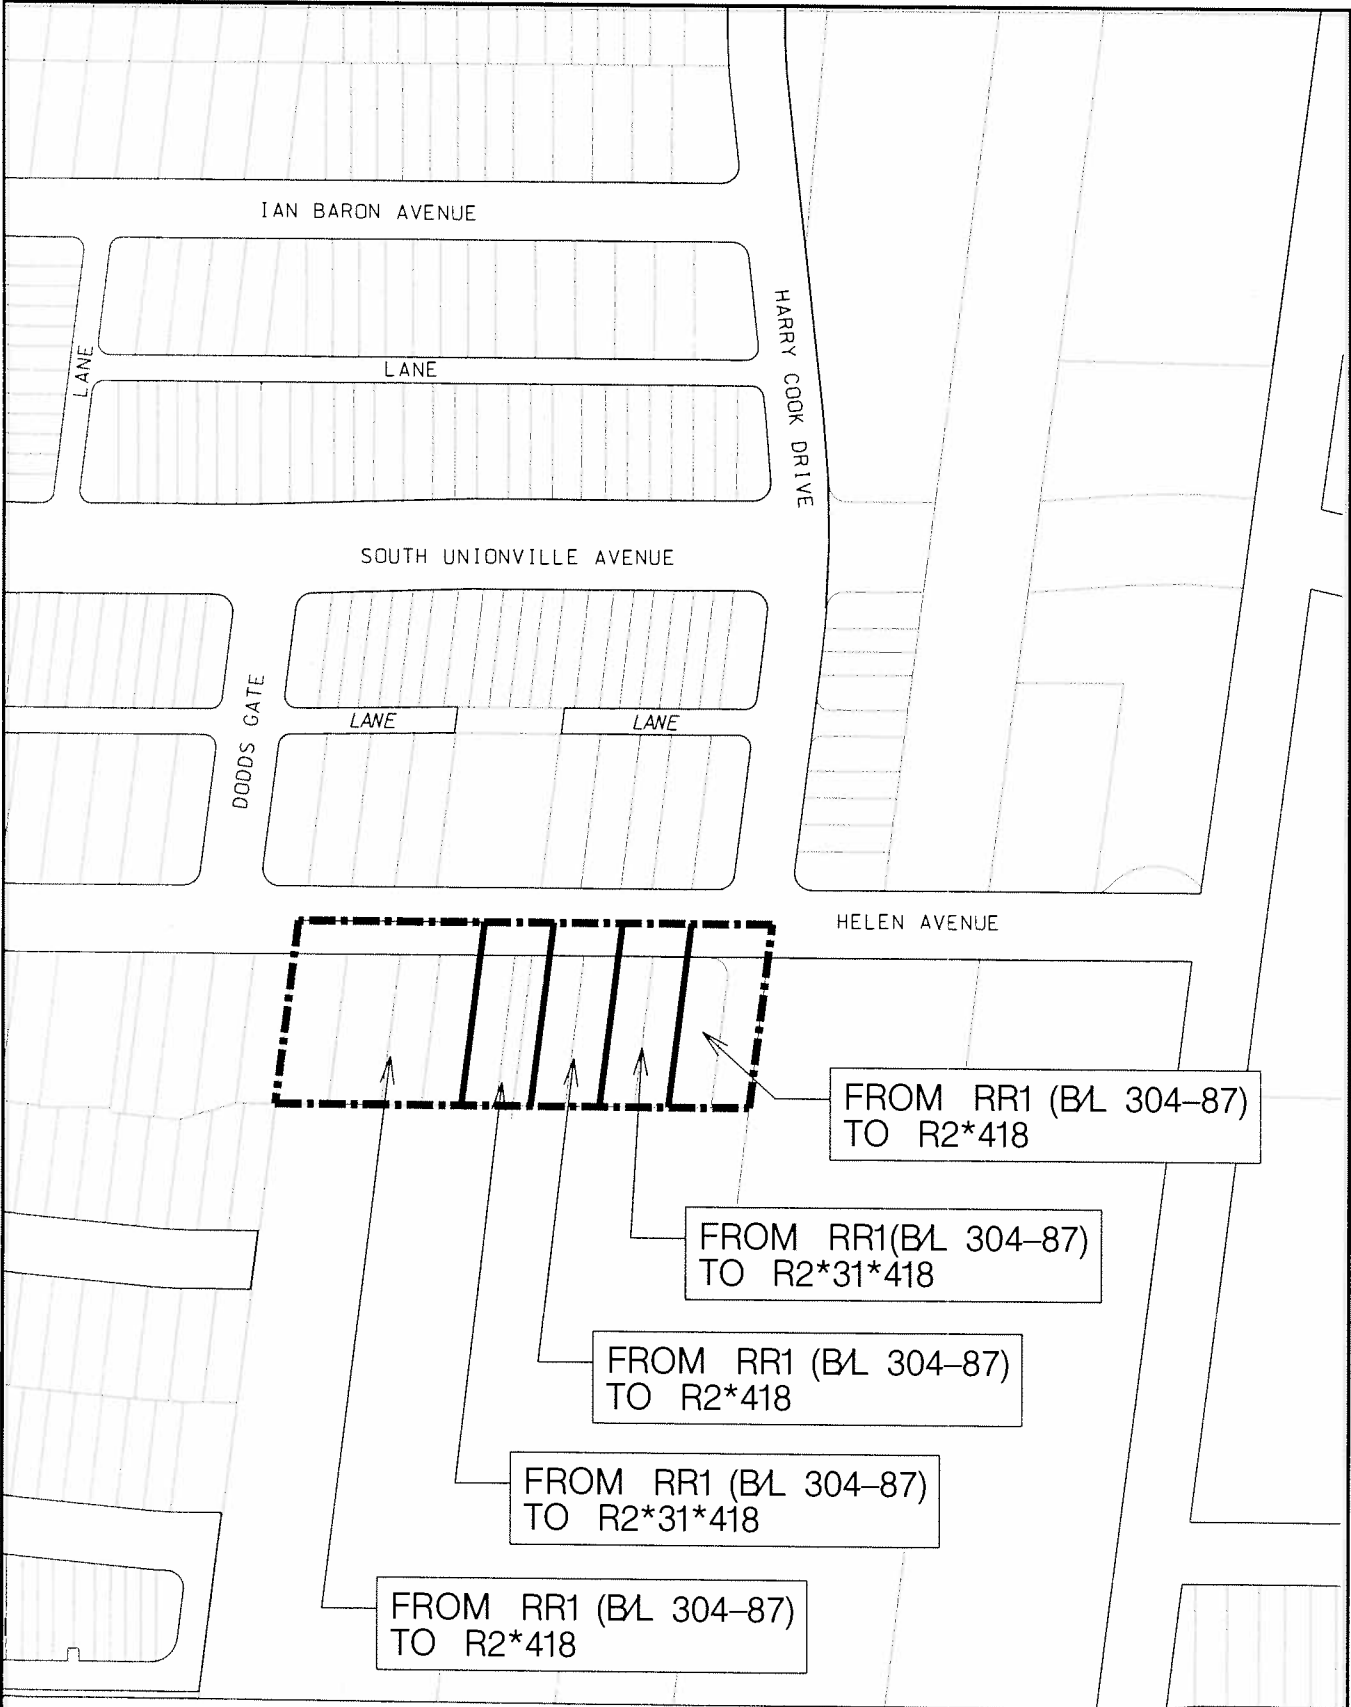 IAN BARON AVENUE
HARRY COOK DRIVE
LANE
LANE
SOUTH UNIONVILLE AVENUE
DODDS GATE
LANE
LANE
HELEN AVENUE
FROM RR1 (B/L 304-87)
TO R2*418
FROM RR1(B/L 304-87)
TO R2*31*418
FROM RR1 (B/L 304-87)
TO R2*418
FROM RR1 (B/L 304-87)
TO R2*31*418
FROM RR1 (B/L 304-87)
TO R2*418